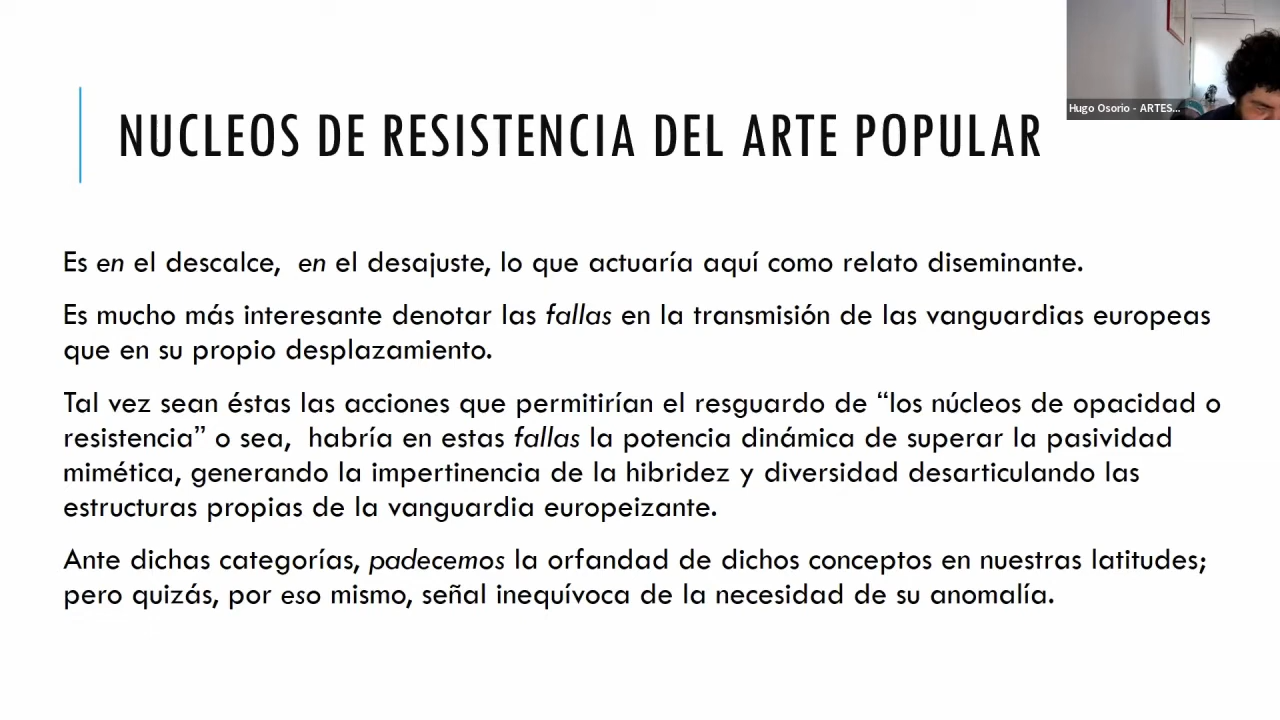 NUCLEOS DE RESISTENCIA DEL ARTE POPULAR
Hugo Osorio - ARTES...
Es en el descalce, en el desajuste, lo que actuaría aquí como relato diseminante.
Es mucho más interesante denotar las fallas en la transmisión de las vanguardias europeas
que en su propio desplazamiento.
Tal vez sean éstas las acciones que permitirían el resguardo de “los núcleos de opacidad o
resistencia” o sea, habría en estas fallas la potencia dinámica de superar la pasividad
mimética, generando la impertinencia de la hibridez y diversidad desarticulando las
estructuras propias de la vanguardia europeizante.
Ante dichas categorías, padecemos la orfandad de dichos conceptos en nuestras latitudes;
pero quizás, por eso mismo, señal inequívoca de la necesidad de su anomalía.